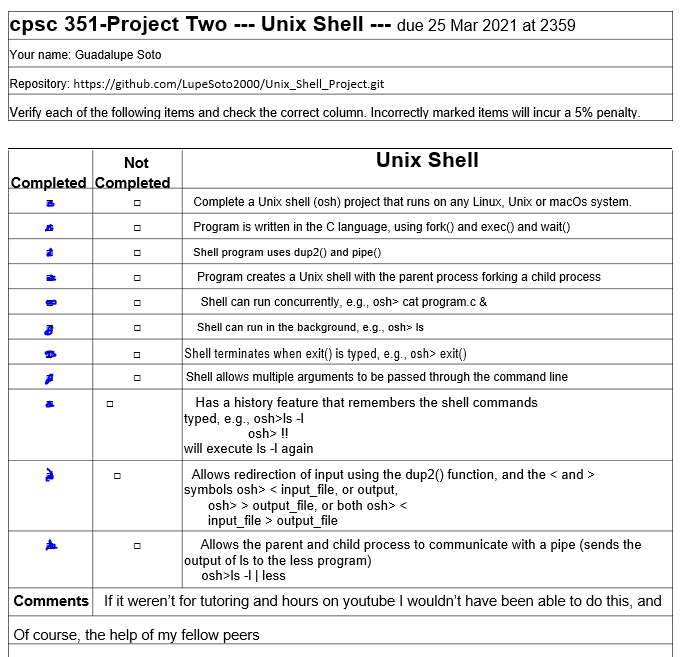 cpsc 351-Project Two --- Unix Shell --- due 25 Mar 2021 at 2359
Your name: Guadalupe Soto
Repository: https://github.com/LupeSoto2000/Unix_Shell_Project.git
Verify each of the following items and check the correct column. Incorrectly marked items will incur a 5% penalty.
Completed Not Completed Unix Shell
Complete a Unix shell (osh) project that runs on any Linux, Unix or macOs system.
Program is written in the C language, using fork() and exec() and wait()
Shell program uses dup2() and pipe()
Program creates a Unix shell with the parent process forking a child process
Shell can run concurrently, e.g., osh> cat program.c &
Shell can run in the background, e.g., osh> ls
Shell terminates when exit() is typed, e.g., osh> exit()
Shell allows multiple arguments to be passed through the command line
Has a history feature that remembers the shell commands
typed, e.g., osh>ls -l
osh> !!
will execute ls -l again
Allows redirection of input using the dup2() function, and the < and >
symbols osh> < input_file, or output,
osh> > output_file, or both osh> <
input_file > output_file
Allows the parent and child process to communicate with a pipe (sends the
output of ls to the less program)
osh>ls -l | less
Comments If it weren't for tutoring and hours on youtube I wouldn't have been able to do this, and
Of course, the help of my fellow peers